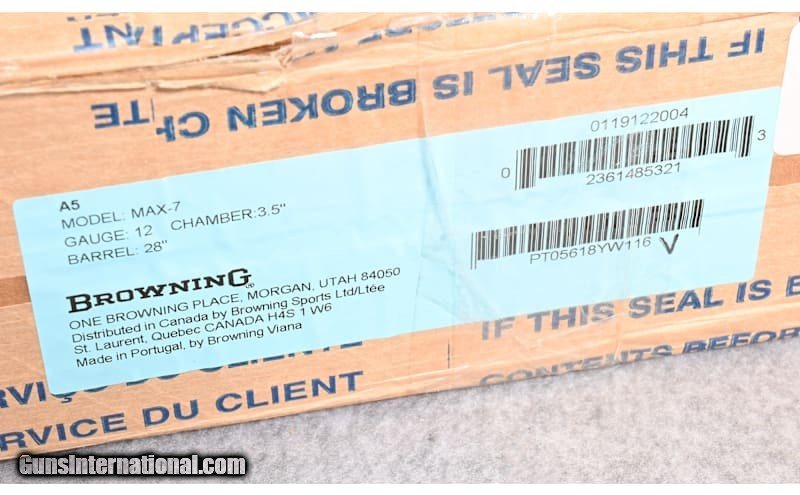 ACCEPTANT
IF THIS SEAL IS BROKEN
A5
MODEL: MAX-7
GAUGE: 12 CHAMBER:3.5"
BARREL: 28"
BROWNING®
ONE BROWNING PLACE, MORGAN, UTAH 84050
Distributed in Canada by Browning Sports Ltd/Ltée
St. Laurent, Quebec CANADA H4S 1 W6
Made in Portugal, by Browning Viana
0119122004
0 2361485321 3
PT05618YW116 V
IF THIS SEAL IS B
CONTENTS BEFOR
SERVICE DU CLIENT
GunsInternational.com